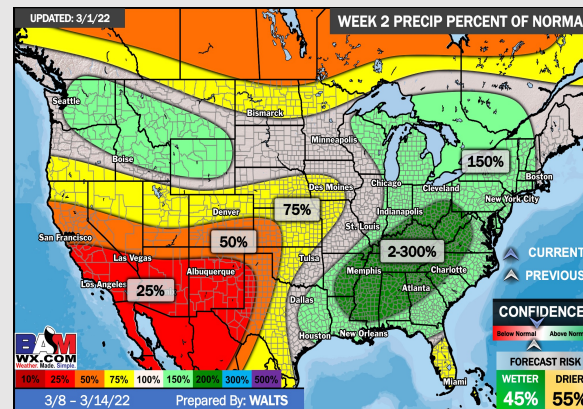 UPDATED: 3/1/22
WEEK 2 PRECIP PERCENT OF NORMA
Seattle
Bismarck
Minneapolis
150%
Boise
Boston
Des Moines
Chicago
Cleveland
New York City
Denver
75%
Indianapolis
St. Louis
San Francisco
50%
2-300%
CURRENT
Las Vegas
Tulsa
Albuquerque
Memphis
Charlotte
PREVIOUS
Los Angeles
25%
Atlanta
Dallas
CONFIDENCE
Houston
New Orleans
Below Normal
Above Norm
BAM
WX.COM
Weather. Made. Simple.
FORECAST RISK
10% 25% 50% 75% 100% 150% 200% 300% 500%
Miami
WETTER
DRIER
45%
55%
3/8 – 3/14/22
Prepared By: WALTS